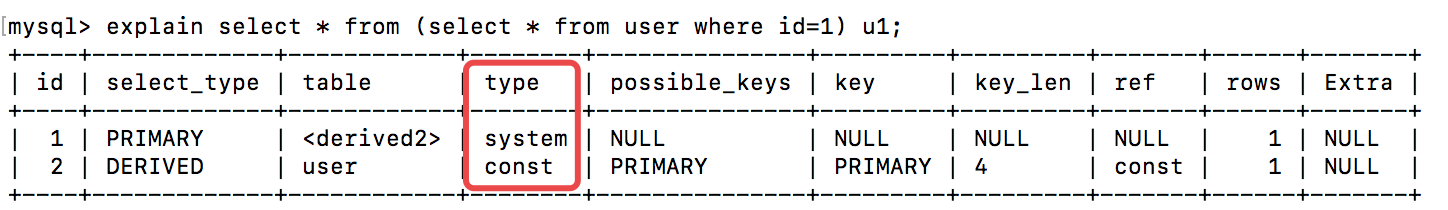 [mysql> explain select * from (select * from user where id=1) u1;
+----+-------------+------------+--------+---------------+---------+---------+-------+------+-------+
| id | select_type | table      | type   | possible_keys | key     | key_len | ref   | rows | Extra |
+----+-------------+------------+--------+---------------+---------+---------+-------+------+-------+
|  1 | PRIMARY     | <derived2> | system | NULL          | NULL    | NULL    | NULL  |    1 | NULL  |
|  2 | DERIVED     | user       | const  | PRIMARY       | PRIMARY | 4       | const |    1 | NULL  |
+----+-------------+------------+--------+---------------+---------+---------+-------+------+-------+